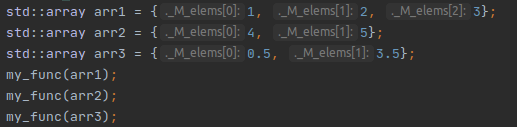 std::array arr1 = {._M_elems[0]: 1, ._M_elems[1]: 2, ._M_elems[2]: 3};
std::array arr2 = {._M_elems[0]: 4, ._M_elems[1]: 5};
std::array arr3 = {._M_elems[0]: 0.5, ._M_elems[1]: 3.5};
my_func(arr1);
my_func(arr2);
my_func(arr3);